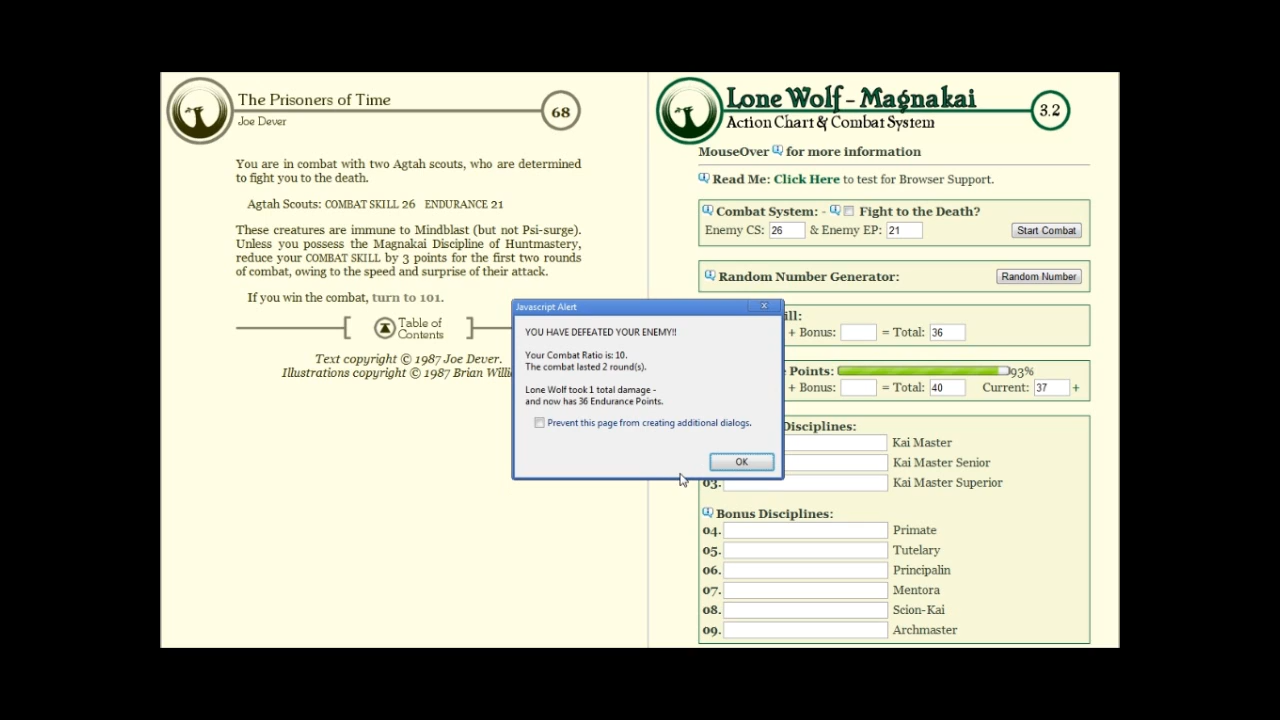 The Prisoners of Time
Joe Dever
68
You are in combat with two Agtah scouts, who are determined
to fight you to the death.
Agtah Scouts: COMBAT SKILL 26 ENDURANCE 21
These creatures are immune to Mindblast (but not Psi-surge).
Unless you possess the Magnakai Discipline of Huntmastery,
reduce your COMBAT SKILL by 3 points for the first two rounds
of combat, owing to the speed and surprise of their attack.
If you win the combat, turn to 101.
Table of
Contents
Text copyright © 1987 Joe Dever.
Illustrations copyright © 1987 Brian Willi
Lone Wolf - Magnakai
Action Chart & Combat System
3.2
MouseOver for more information
Read Me: Click Here to test for Browser Support.
Combat System: - Fight to the Death?
Enemy CS: 26 & Enemy EP: 21 Start Combat
Random Number Generator: Random Number
ill:
+ Bonus: = Total: 36
Points: 93%
+ Bonus: = Total: 40 Current: 37 +
Disciplines:
Kai Master
Kai Master Senior
03. Kai Master Superior
Bonus Disciplines:
04. Primate
05. Tutelary
06. Principalin
07. Mentora
08. Scion-Kai
09. Archmaster
Javascript Alert
YOU HAVE DEFEATED YOUR ENEMY!!
Your Combat Ratio is: 10.
The combat lasted 2 round(s).
Lone Wolf took 1 total damage -
and now has 36 Endurance Points.
Prevent this page from creating additional dialogs.
OK